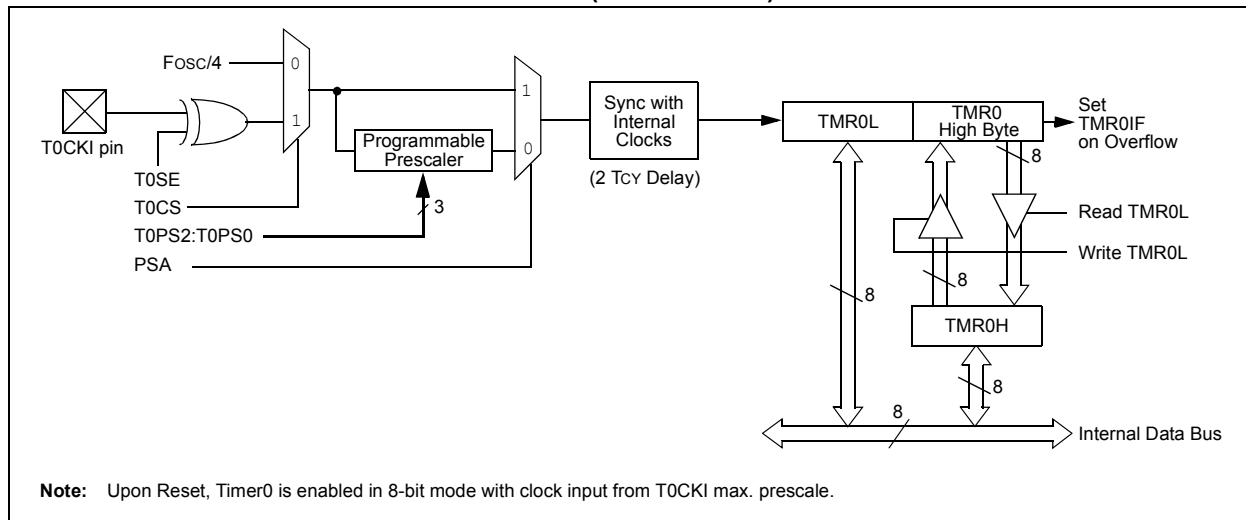 FOSC/4
0
1
T0CKI pin
T0SE
T0CS
T0PS2:T0PS0
PSA
Programmable
Prescaler
3
1
0
Sync with
Internal
Clocks
(2 TCY Delay)
TMR0L
TMR0
High Byte
Set
TMR0IF
on Overflow
8
Read TMR0L
Write TMR0L
8
8
TMR0H
8
8
Internal Data Bus
Note: Upon Reset, Timer0 is enabled in 8-bit mode with clock input from T0CKI max. prescale.